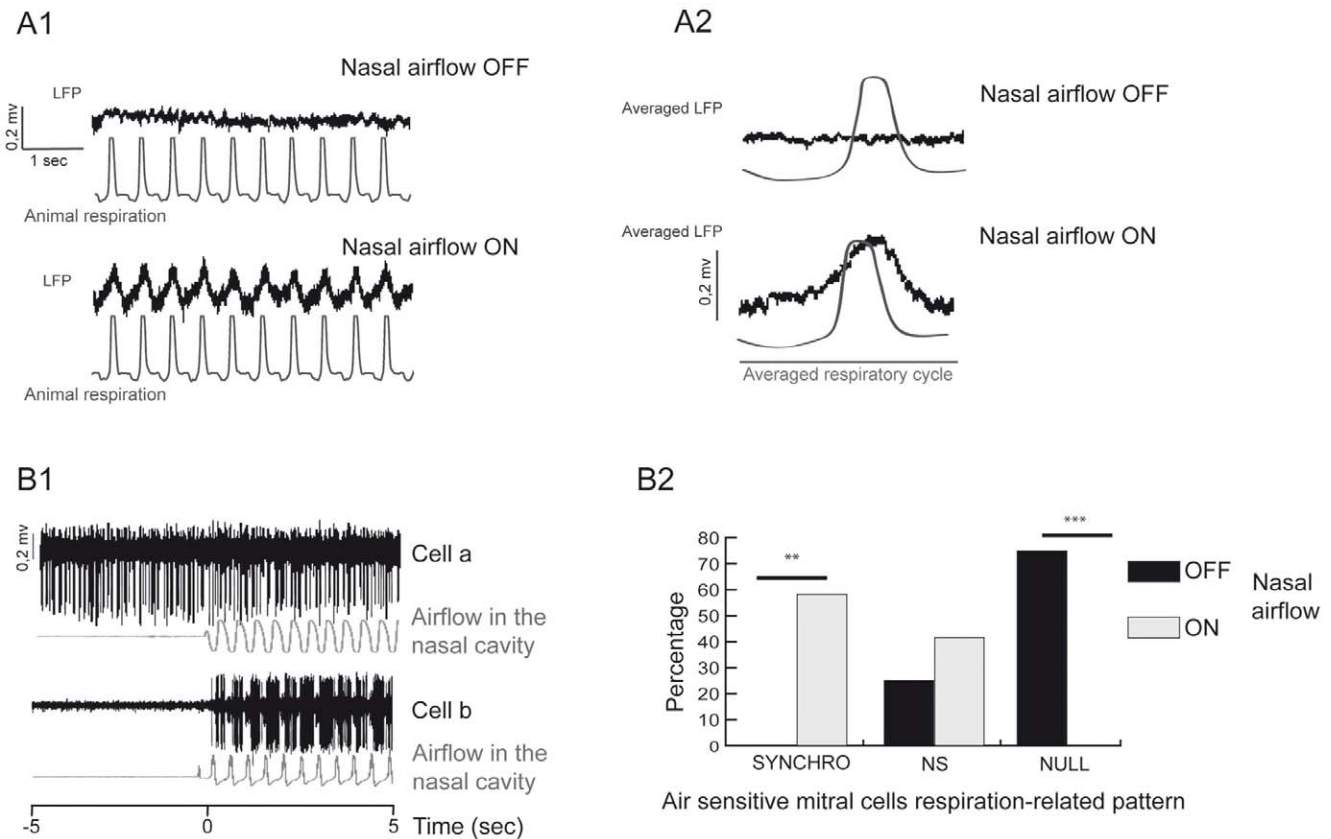 A1
Nasal airflow OFF
LFP
0,2 mv
1 sec
Animal respiration
Nasal airflow ON
LFP
Animal respiration
A2
Nasal airflow OFF
Averaged LFP
Averaged LFP
Nasal airflow ON
0,2 mv
Averaged respiratory cycle
B1
0,2 mv
Cell a
Airflow in the
nasal cavity
Cell b
Airflow in the
nasal cavity
-5
0
5
Time (sec)
B2
Percentage
80
70
60
50
40
30
20
10
0
**
***
SYNCHRO
NS
NULL
OFF
ON
Nasal
airflow
Air sensitive mitral cells respiration-related pattern